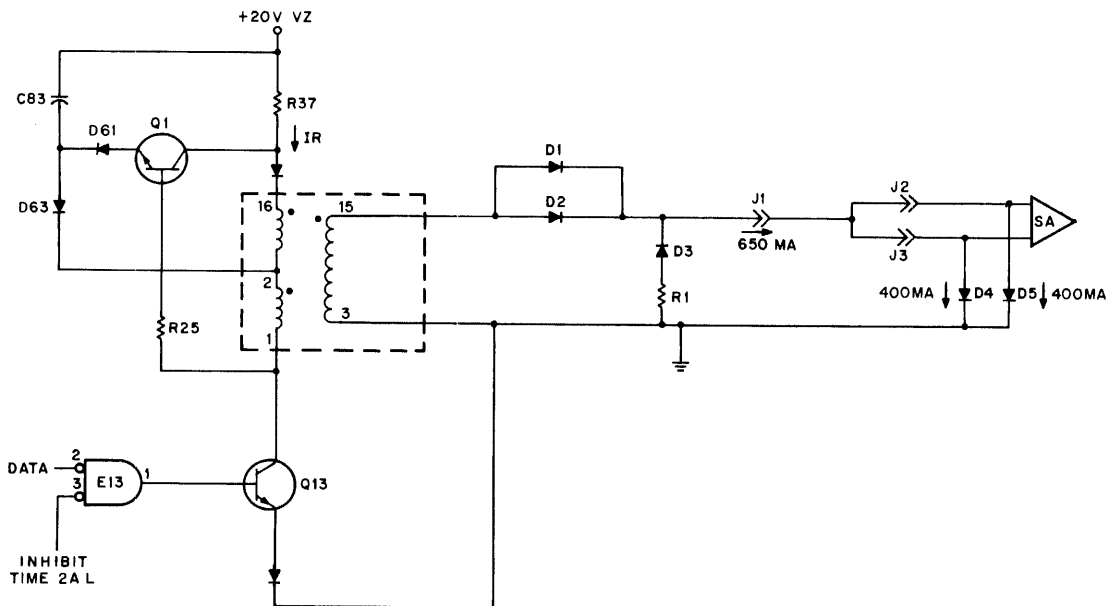 +20V VZ
C83
R37
D61
Q1
IR
D1
D63
16
15
D2
J1
J2
SA
650 MA
D3
J3
2
R1
400MA
D4
D5
400MA
R25
3
1
DATA
2
E13
1
Q13
3
INHIBIT
TIME 2A L